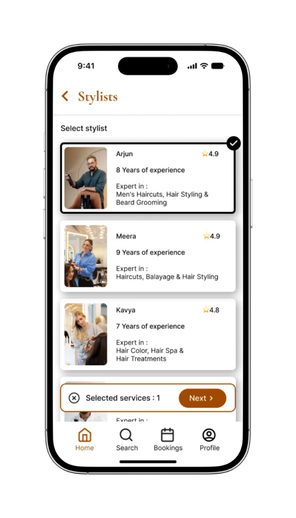 9:41
Stylists
Select stylist
Arjun
4.9
8 Years of experience
Expert in :
Men's Haircuts, Hair Styling &
Beard Grooming
Meera
4.9
9 Years of experience
Expert in :
Haircuts, Balayage & Hair Styling
Kavya
4.8
7 Years of experience
Expert in :
Hair Color, Hair Spa &
Hair Treatments
Selected services : 1
Next >
Expert in :
Home
Search
Bookings
Profile